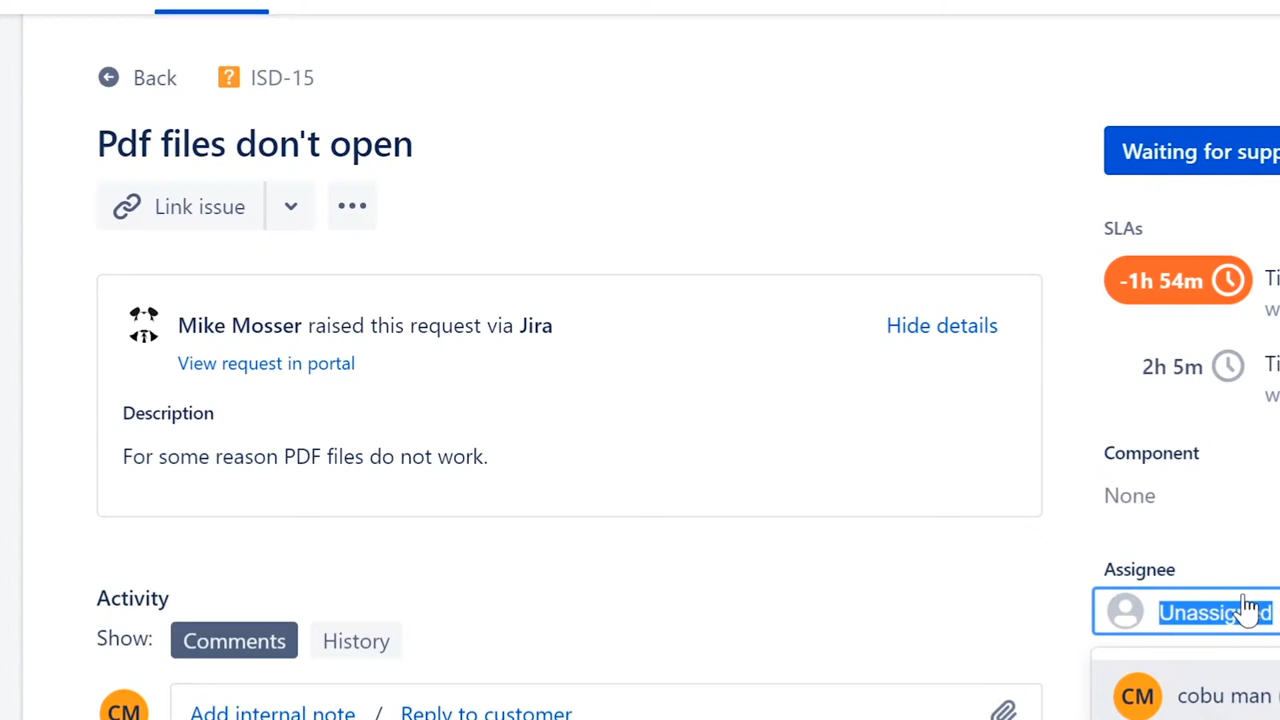 Back ? ISD-15
Pdf files don't open
Link issue
Waiting for supp
SLAs
-1h 54m Ti
w
2h 5m Ti
w
Mike Mosser raised this request via Jira
Hide details
View request in portal
Description
For some reason PDF files do not work.
Component
None
Assignee
Unassigned
CM cobu man (
Activity
Show: Comments History
CM Add internal note / Reply to customer